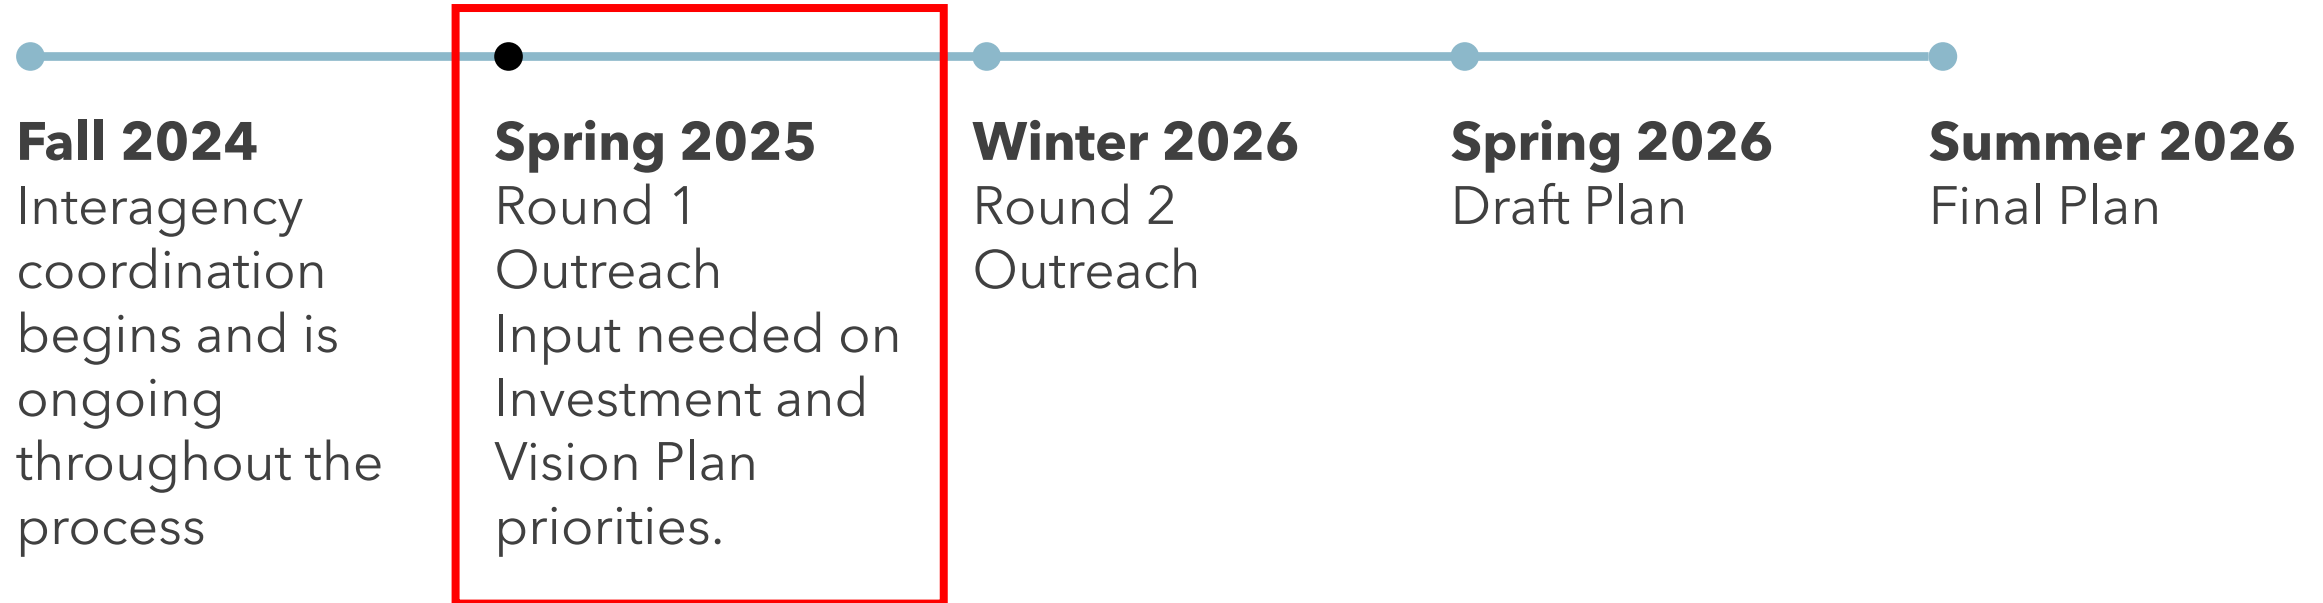 Fall 2024
Interagency
coordination
begins and is
ongoing
throughout the
process
Spring 2025
Round 1
Outreach
Input needed on
Investment and
Vision Plan
priorities.
Winter 2026
Round 2
Outreach
Spring 2026
Draft Plan
Summer 2026
Final Plan